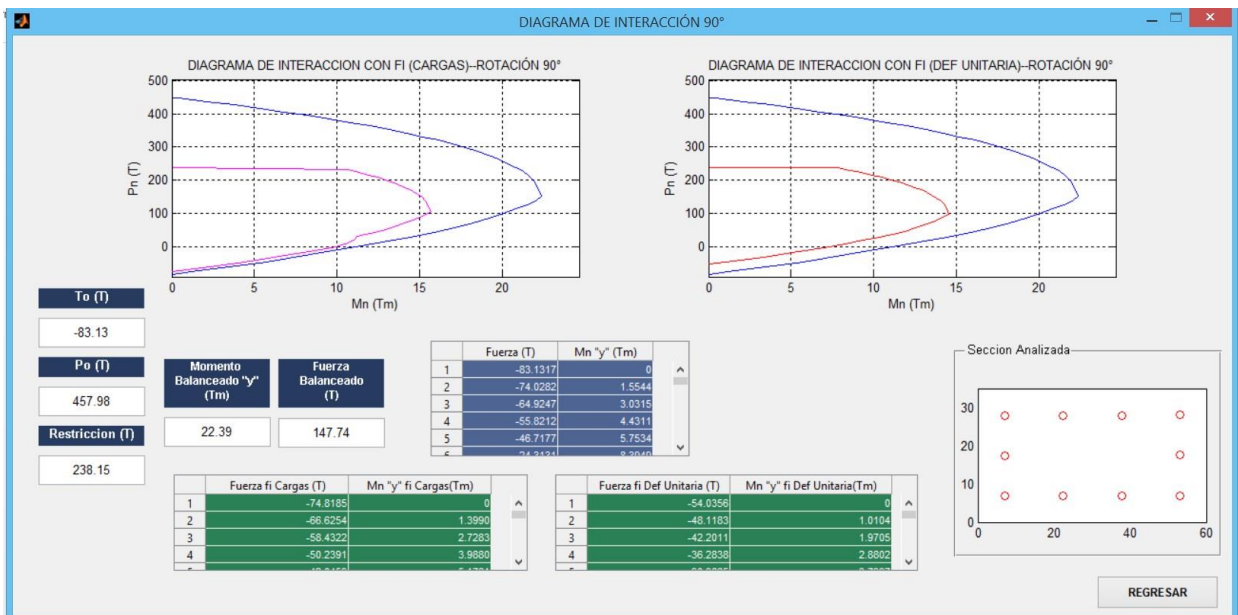 DIAGRAMA DE INTERACCIÓN 90°
DIAGRAMA DE INTERACCION CON FI (CARGAS)--ROTACIÓN 90°
500
400
300
200
100
0
Pn (T)
0 5 10 15 20
Mn (Tm)
DIAGRAMA DE INTERACCION CON FI (DEF UNITARIA)--ROTACIÓN 90°
500
400
300
200
100
0
Pn (T)
0 5 10 15 20
Mn (Tm)
To (T)
-83.13
Po (T)
457.98
Restriccion (T)
238.15
Momento
Balanceado "y"
(Tm)
22.39
Fuerza
Balanceado
(T)
147.74
Fuerza (T) Mn "y" (Tm)
1 -83.1317 0
2 -74.0282 1.5544
3 -64.9247 3.0315
4 -55.8212 4.4311
5 -46.7177 5.7534
Seccion Analizada
30
20
10
0
0 20 40 60
Fuerza fi Cargas (T) Mn "y" fi Cargas(Tm)
1 -74.8185 0
2 -66.6254 1.3990
3 -58.4322 2.7283
4 -50.2391 3.9880
Fuerza fi Def Unitaria (T) Mn "y" fi Def Unitaria(Tm)
1 -54.0356 0
2 -48.1183 1.0104
3 -42.2011 1.9705
4 -36.2838 2.8802
REGRESAR